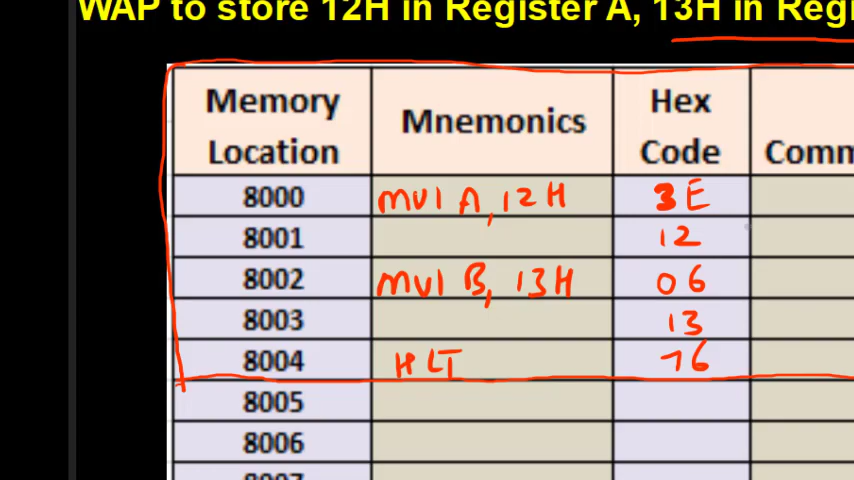 WAP to store 12H in Register A, 13H in Regi
Memory Location Mnemonics Hex Code Comm
8000 MVI A, 12H 3E
8001 12
8002 MVI B, 13H 06
8003 13
8004 HLT 76
8005
8006
8007